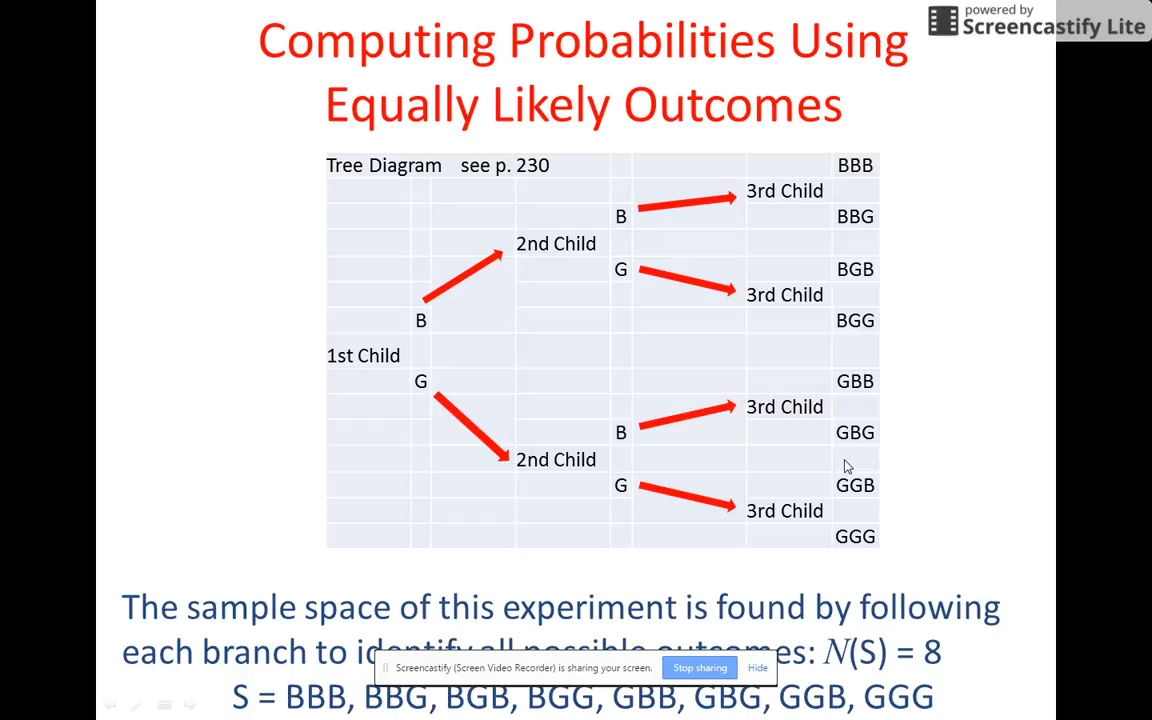 powered by
Screencastify Lite
Computing Probabilities Using
Equally Likely Outcomes
Tree Diagram see p. 230 BBB
3rd Child
B BBG
2nd Child
G BGB
3rd Child
B BGG
1st Child
G GBB
3rd Child
B GBG
2nd Child
G GGB
3rd Child
GGG
The sample space of this experiment is found by following
each branch to identify all possible outcomes: N(S) = 8
Screencastify (Screen Video Recorder) is sharing your screen. Stop sharing Hide
S = BBB, BBG, BGB, BGG, GBB, GBG, GGB, GGG